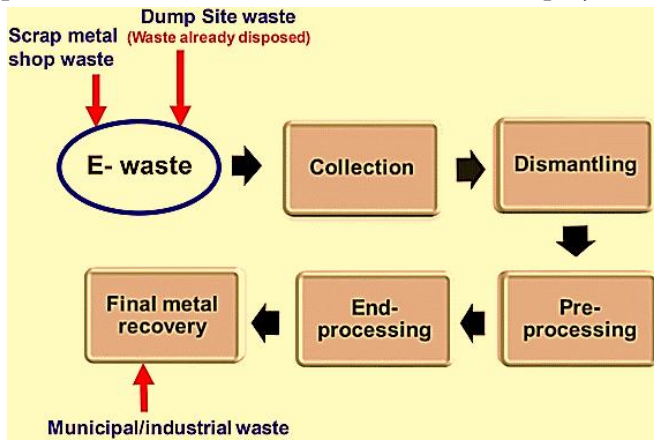 Dump Site waste
Scrap metal
(Waste already disposed)
shop waste
E- waste
Collection
Dismantling
Final metal
recovery
End-
processing
Pre-
processing
Municipal/industrial waste